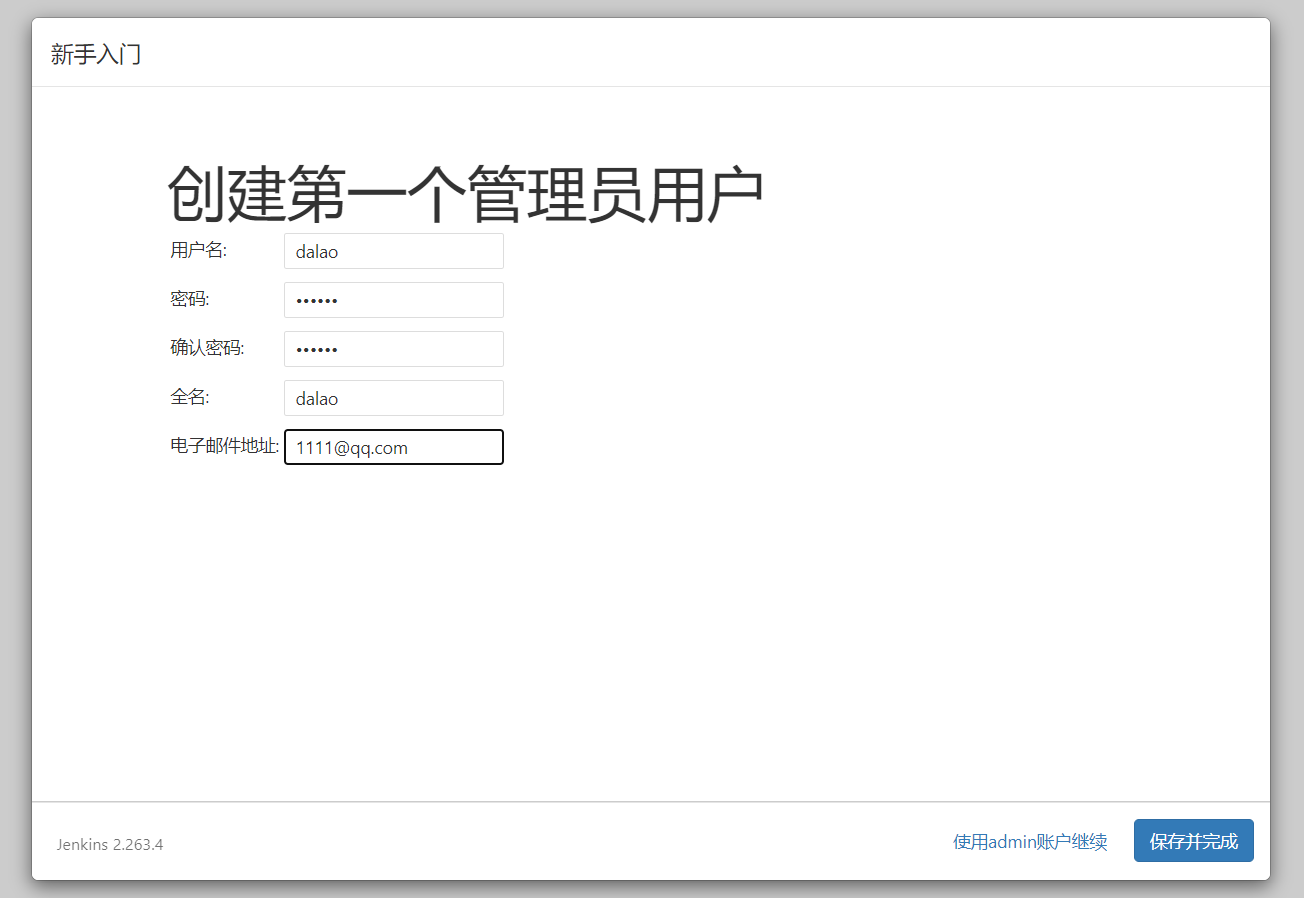 新手入门
创建第一个管理员用户
用户名: dalao
密码: ••••••
确认密码: ••••••
全名: dalao
电子邮件地址: 1111@qq.com
Jenkins 2.263.4 使用admin账户继续 保存并完成